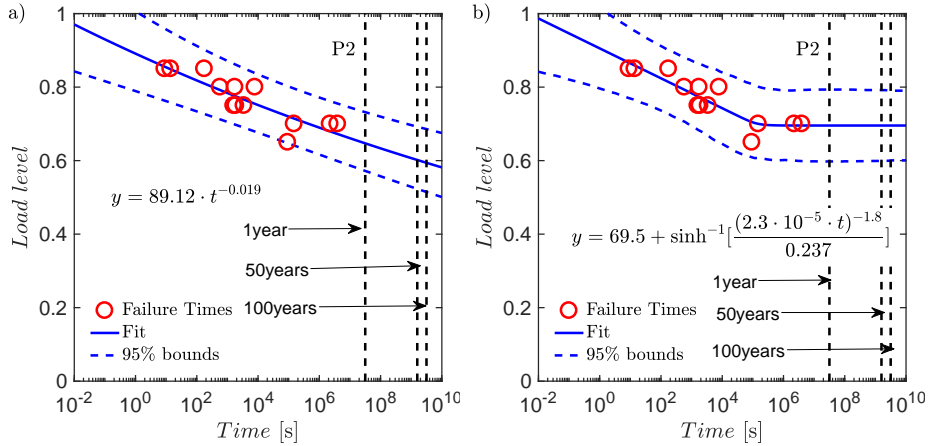 a)
P2
1
0.8
0.6
0.4
0.2
0
Load level
y = 89.12 · t^{-0.019}
1year
50years
100years
Failure Times
Fit
95% bounds
10^{-2} 10^{0} 10^{2} 10^{4} 10^{6} 10^{8} 10^{10}
Time [s]
b)
P2
1
0.8
0.6
0.4
0.2
0
Load level
y = 69.5 + sinh^{-1}[\frac{(2.3 · 10^{-5} · t)^{-1.8}}{0.237}]
1year
50years
100years
Failure Times
Fit
95% bounds
10^{-2} 10^{0} 10^{2} 10^{4} 10^{6} 10^{8} 10^{10}
Time [s]